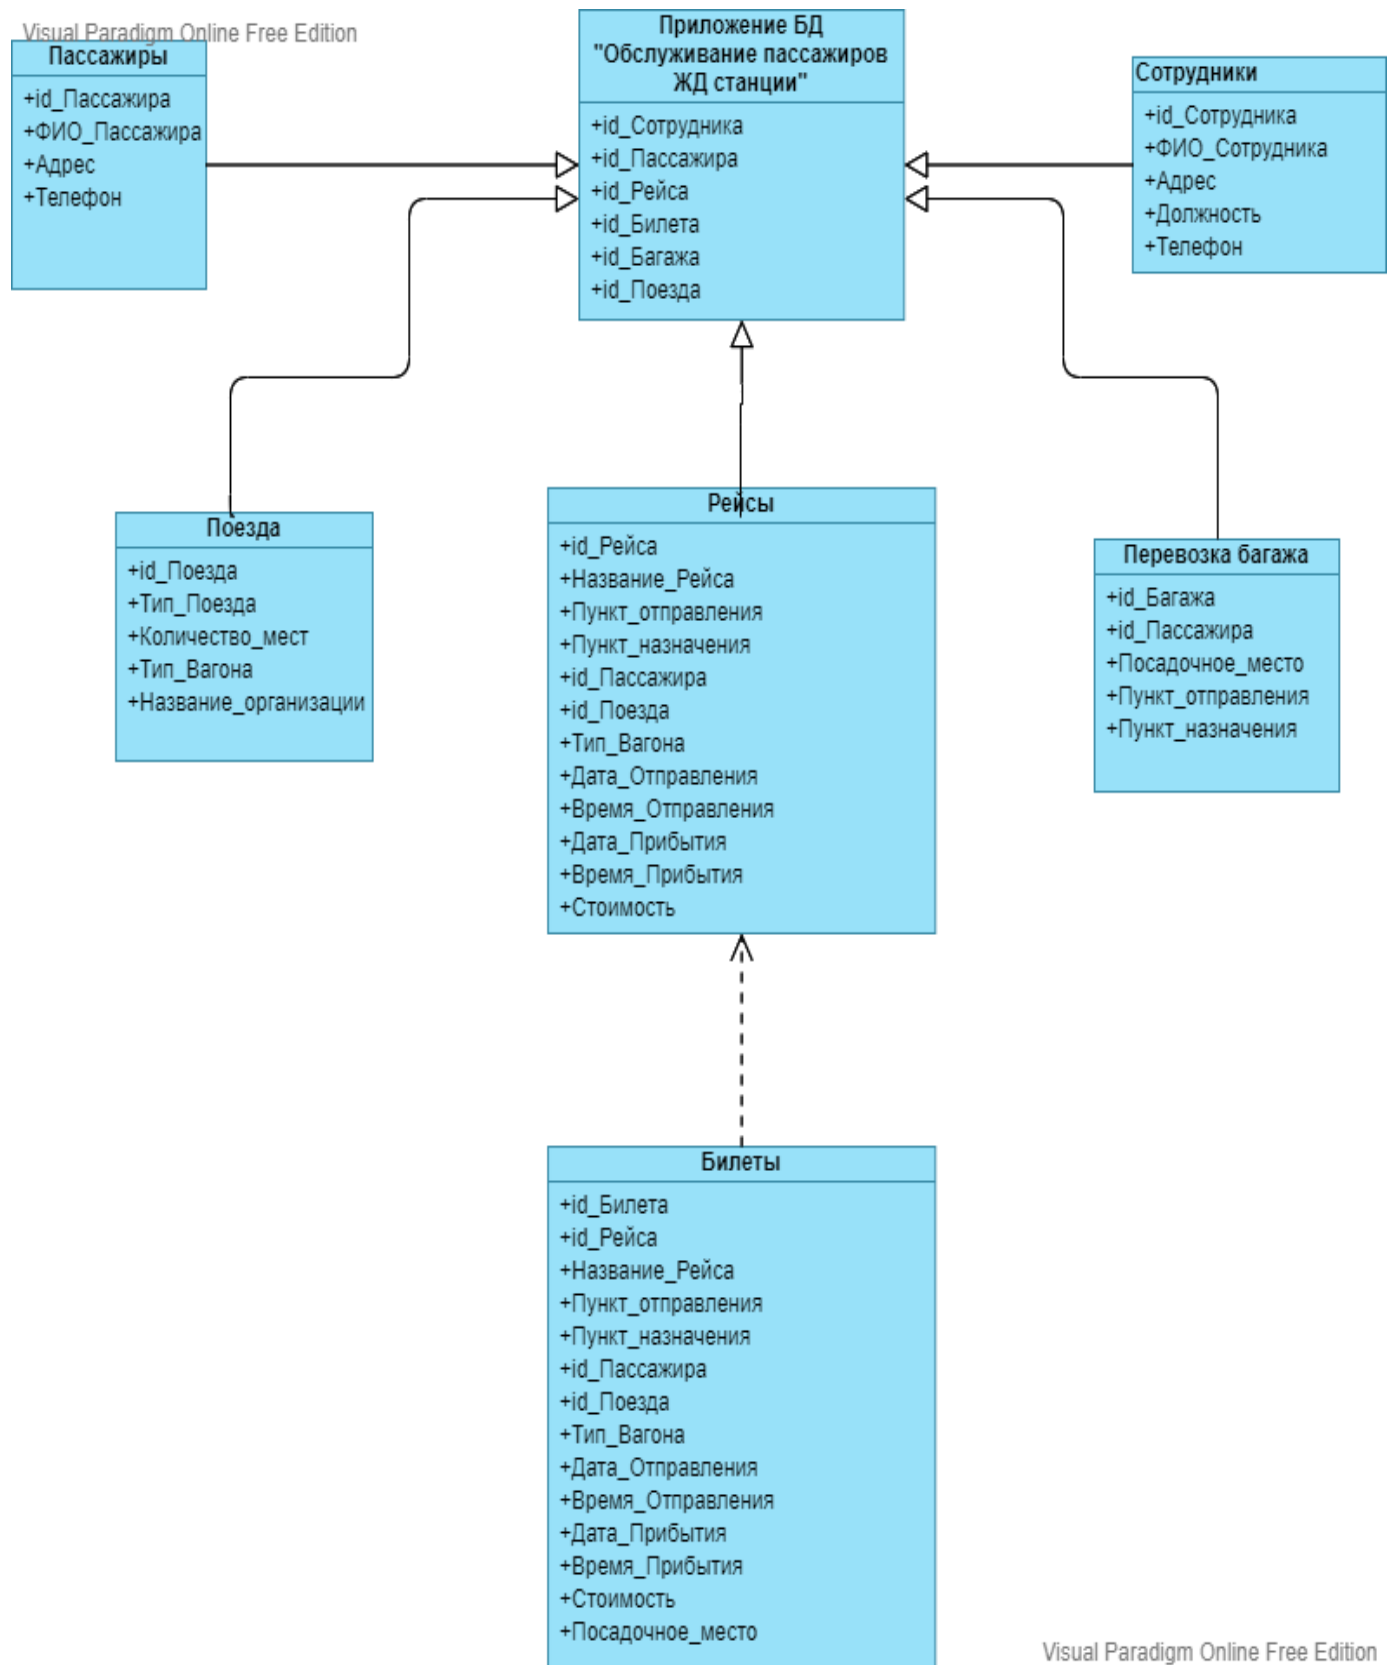 Visual Paradigm Online Free Edition
Пассажиры
+id_Пассажира
+ФИО_Пассажира
+Адрес
+Телефон
Приложение БД
"Обслуживание пассажиров
ЖД станции"
+id_Сотрудника
+id_Пассажира
+id_Рейса
+id_Билета
+id_Багажа
+id_Поезда
Сотрудники
+id_Сотрудника
+ФИО_Сотрудника
+Адрес
+Должность
+Телефон
Поезда
+id_Поезда
+Тип_Поезда
+Количество_мест
+Тип_Вагона
+Название_организации
Рейсы
+id_Рейса
+Название_Рейса
+Пункт_отправления
+Пункт_назначения
+id_Пассажира
+id_Поезда
+Тип_Вагона
+Дата_Отправления
+Время_Отправления
+Дата_Прибытия
+Время_Прибытия
+Стоимость
Перевозка багажа
+id_Багажа
+id_Пассажира
+Посадочное_место
+Пункт_отправления
+Пункт_назначения
Билеты
+id_Билета
+id_Рейса
+Название_Рейса
+Пункт_отправления
+Пункт_назначения
+id_Пассажира
+id_Поезда
+Тип_Вагона
+Дата_Отправления
+Время_Отправления
+Дата_Прибытия
+Время_Прибытия
+Стоимость
+Посадочное_место
Visual Paradigm Online Free Edition